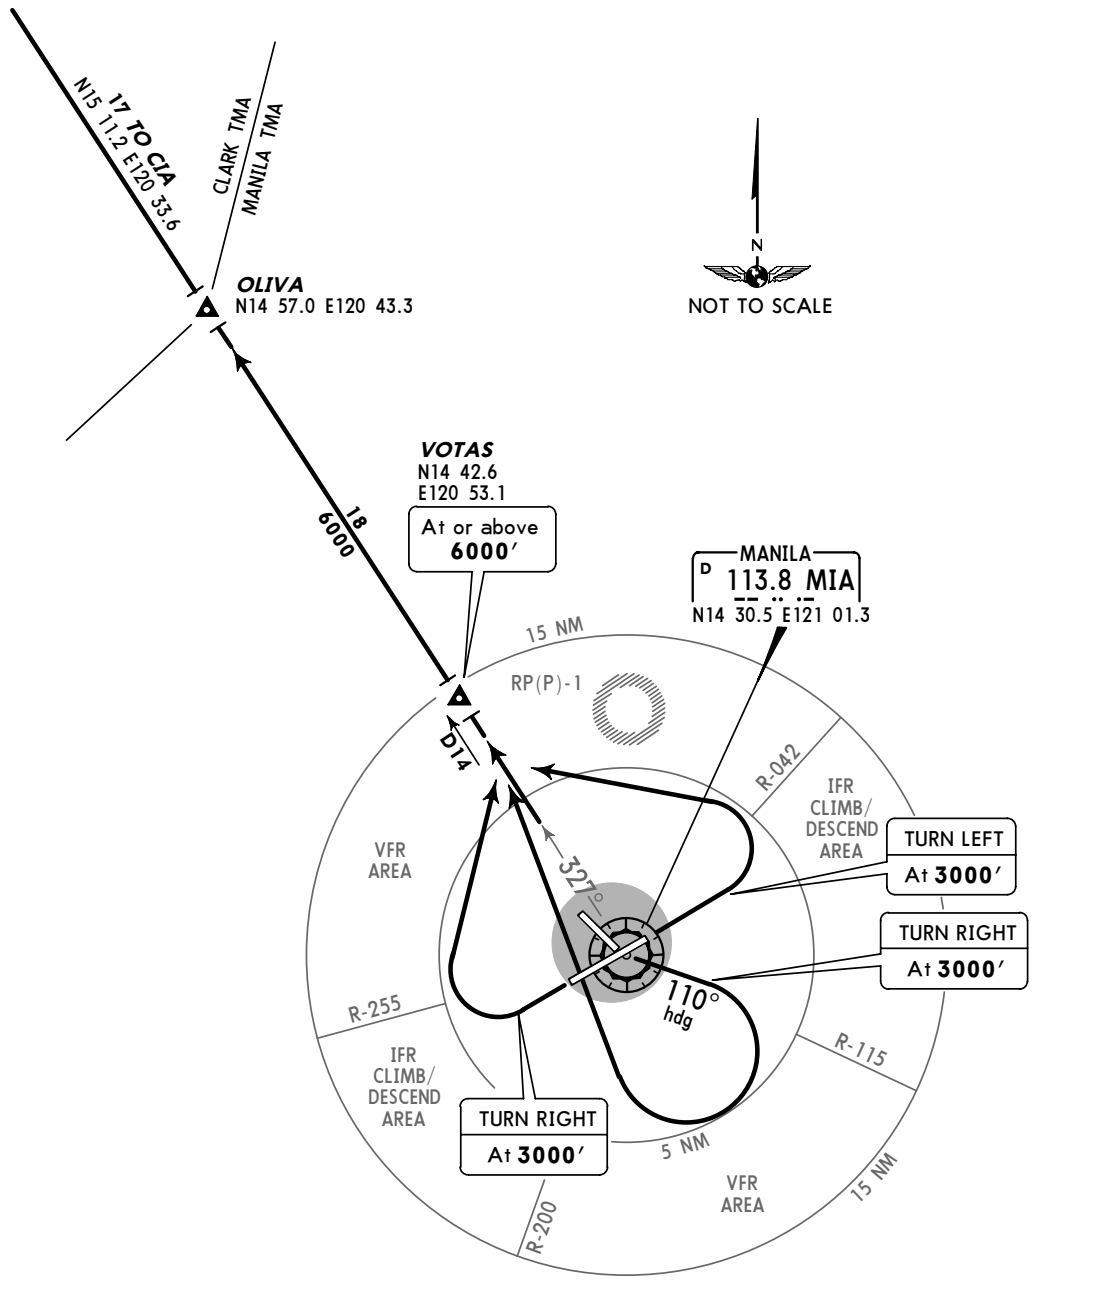 17 TO CIA
N15 11.2 E120 33.6
CLARK TMA
MANILA TMA
N
NOT TO SCALE
OLIVA
N14 57.0 E120 43.3
VOTAS
N14 42.6
E120 53.1
At or above
6000′
18
6000
MANILA
D 113.8 MIA
N14 30.5 E121 01.3
15 NM
RP(P)-1
D14
R-042
IFR
CLIMB/
DESCEND
AREA
VFR
AREA
327°
TURN LEFT
At 3000′
TURN RIGHT
At 3000′
110°
hdg
R-255
R-115
IFR
CLIMB/
DESCEND
AREA
TURN RIGHT
At 3000′
5 NM
15 NM
VFR
AREA
R-200